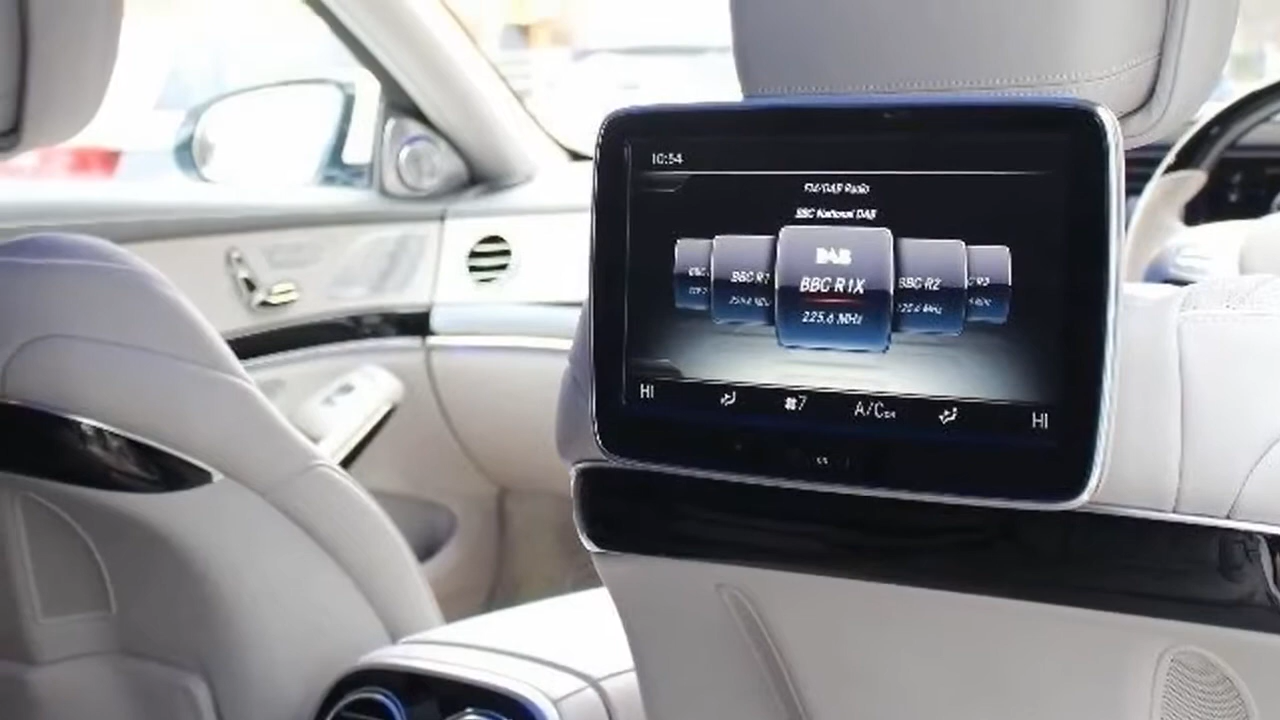 10:54
FM/DAB Radio
BBC National DAB
DAB
BBC R1
BBC R1X
BBC R2
225.6 MHz
HI
7
A/C
HI